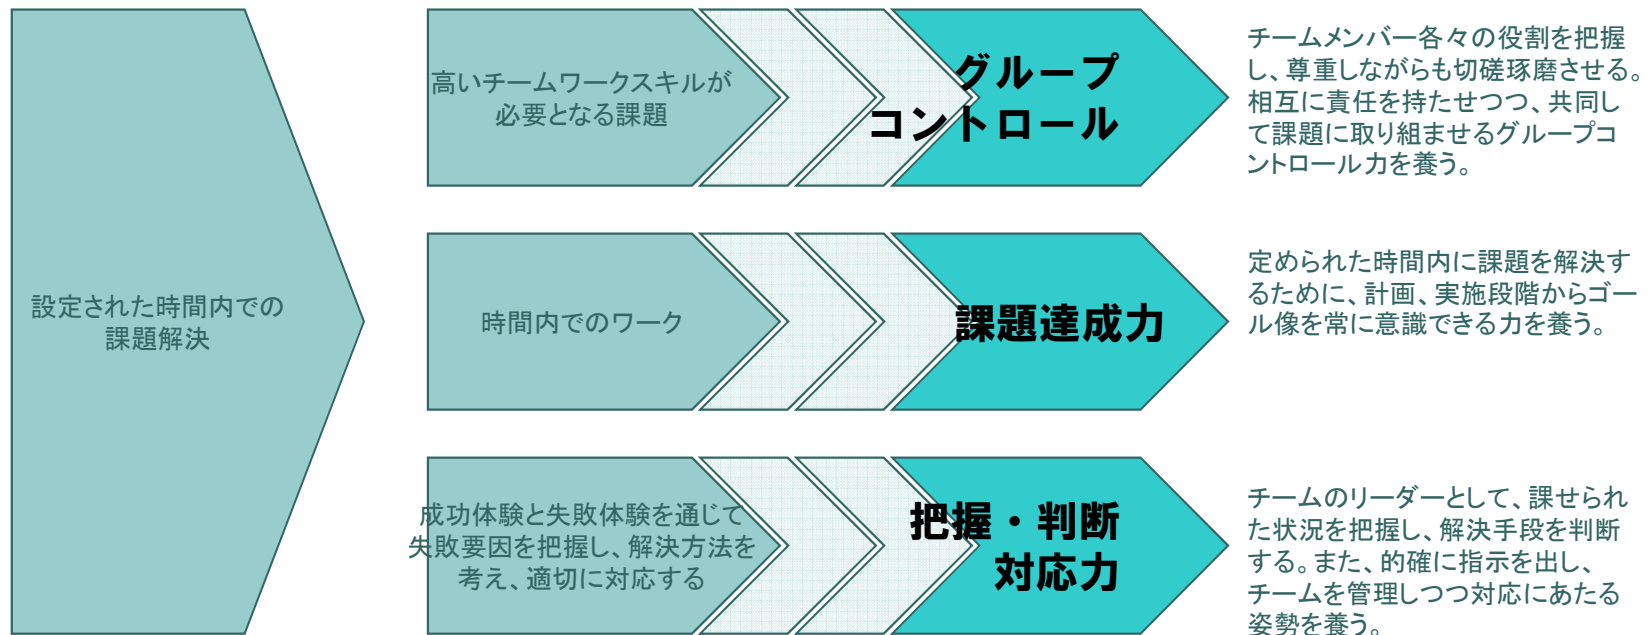 設定された時間内での
課題解決
高いチームワークスキルが
必要となる課題
グループ
コントロール
チームメンバー各々の役割を把握
し、尊重しながらも切磋琢磨させる。
相互に責任を持たせつつ、共同し
て課題に取り組ませるグループコ
ントロール力を養う。
時間内でのワーク
課題達成力
定められた時間内に課題を解決す
るために、計画、実施段階からゴー
ル像を常に意識できる力を養う。
成功体験と失敗体験を通じて
失敗要因を把握し、解決方法を
考え、適切に対応する
把握・判断
対応力
チームのリーダーとして、課せられ
た状況を把握し、解決手段を判断
する。また、的確に指示を出し、
チームを管理しつつ対応にあたる
姿勢を養う。